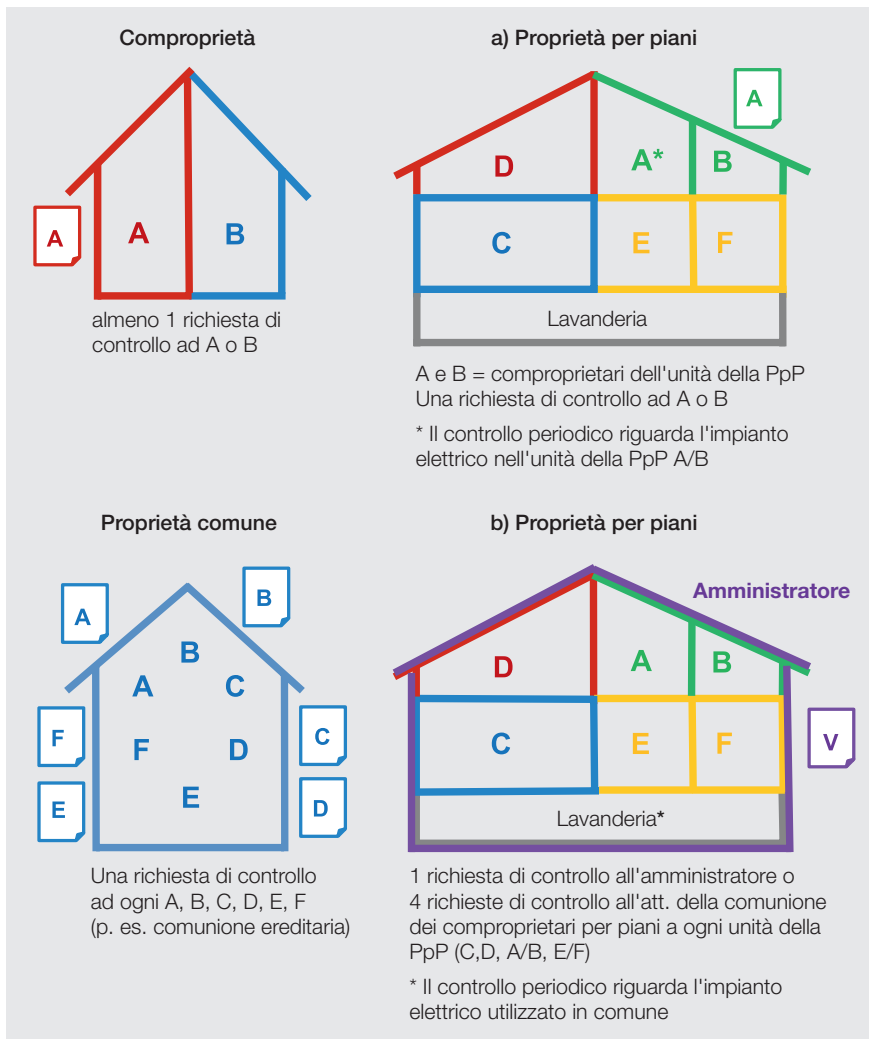 Comproprietà
A
A
B
almeno 1 richiesta di
controllo ad A o B
a) Proprietà per piani
A
D
A*
B
C
E
F
Lavanderia
A e B = comproprietari dell'unità della PpP
Una richiesta di controllo ad A o B
* Il controllo periodico riguarda l'impianto
elettrico nell'unità della PpP A/B
Proprietà comune
A
B
B
A
C
F
F
D
C
E
E
D
Una richiesta di controllo
ad ogni A, B, C, D, E, F
(p. es. comunione ereditaria)
b) Proprietà per piani
Amministratore
D
A
B
C
E
F
V
Lavanderia*
1 richiesta di controllo all'amministratore o
4 richieste di controllo all'att. della comunione
dei comproprietari per piani a ogni unità della
PpP (C,D, A/B, E/F)
* Il controllo periodico riguarda l'impianto
elettrico utilizzato in comune